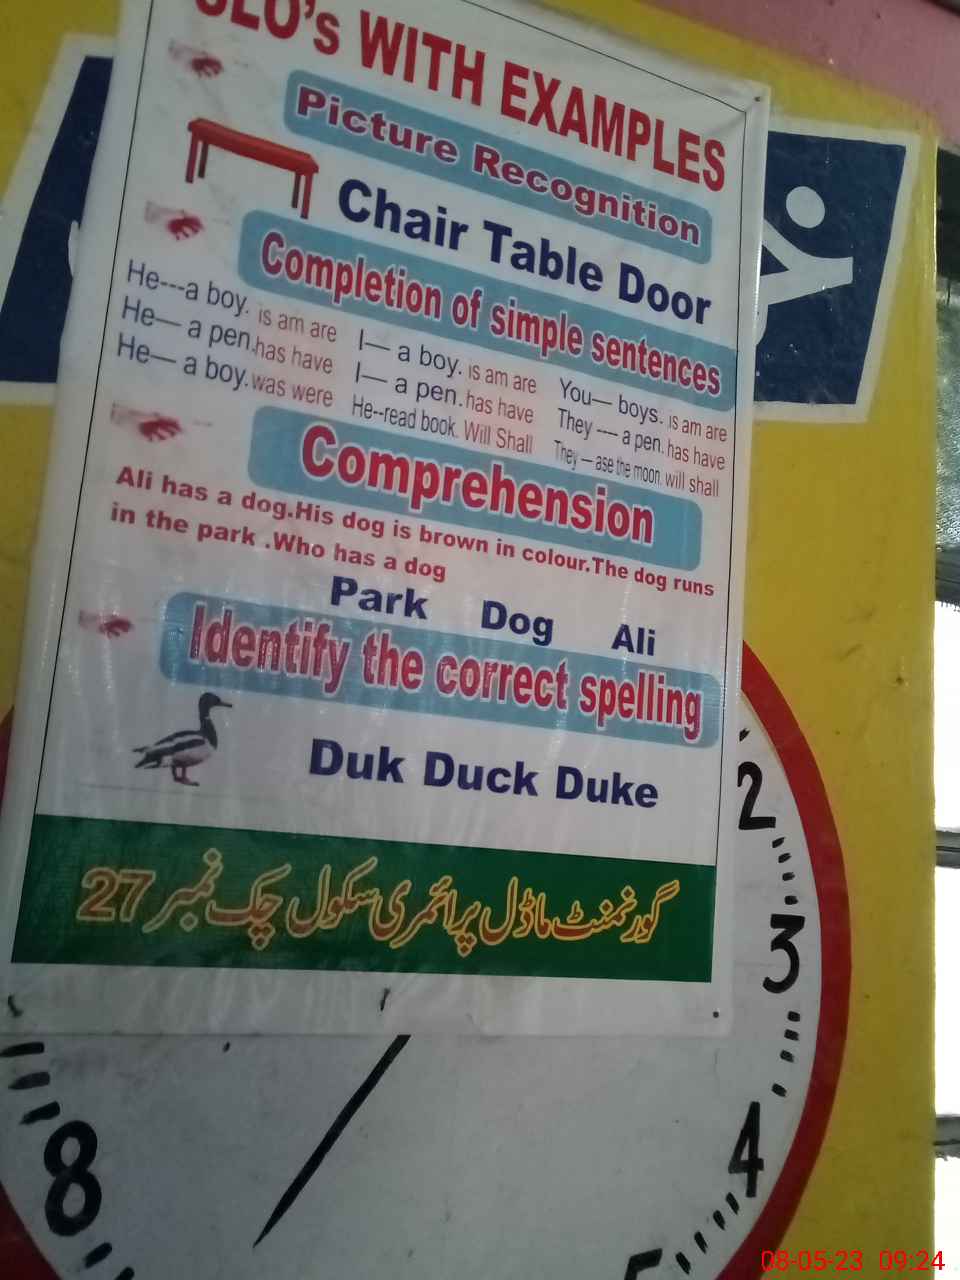 SLO's WITH EXAMPLES
Picture Recognition
Chair Table Door
Completion of simple sentences
He---a boy. is am are I— a boy. is am are You— boys. is am are
He— a pen.has have I— a pen. has have They --- a pen. has have
He— a boy.was were He--read book. Will Shall They — ase the moon. will shall
Comprehension
Ali has a dog.His dog is brown in colour.The dog runs
in the park .Who has a dog
Park Dog Ali
Identify the correct spelling
Duk Duck Duke
گورنمنٹ ماڈل پرائمری سکول چک نمبر 27
2
3
4
8
08-05-23 09:24